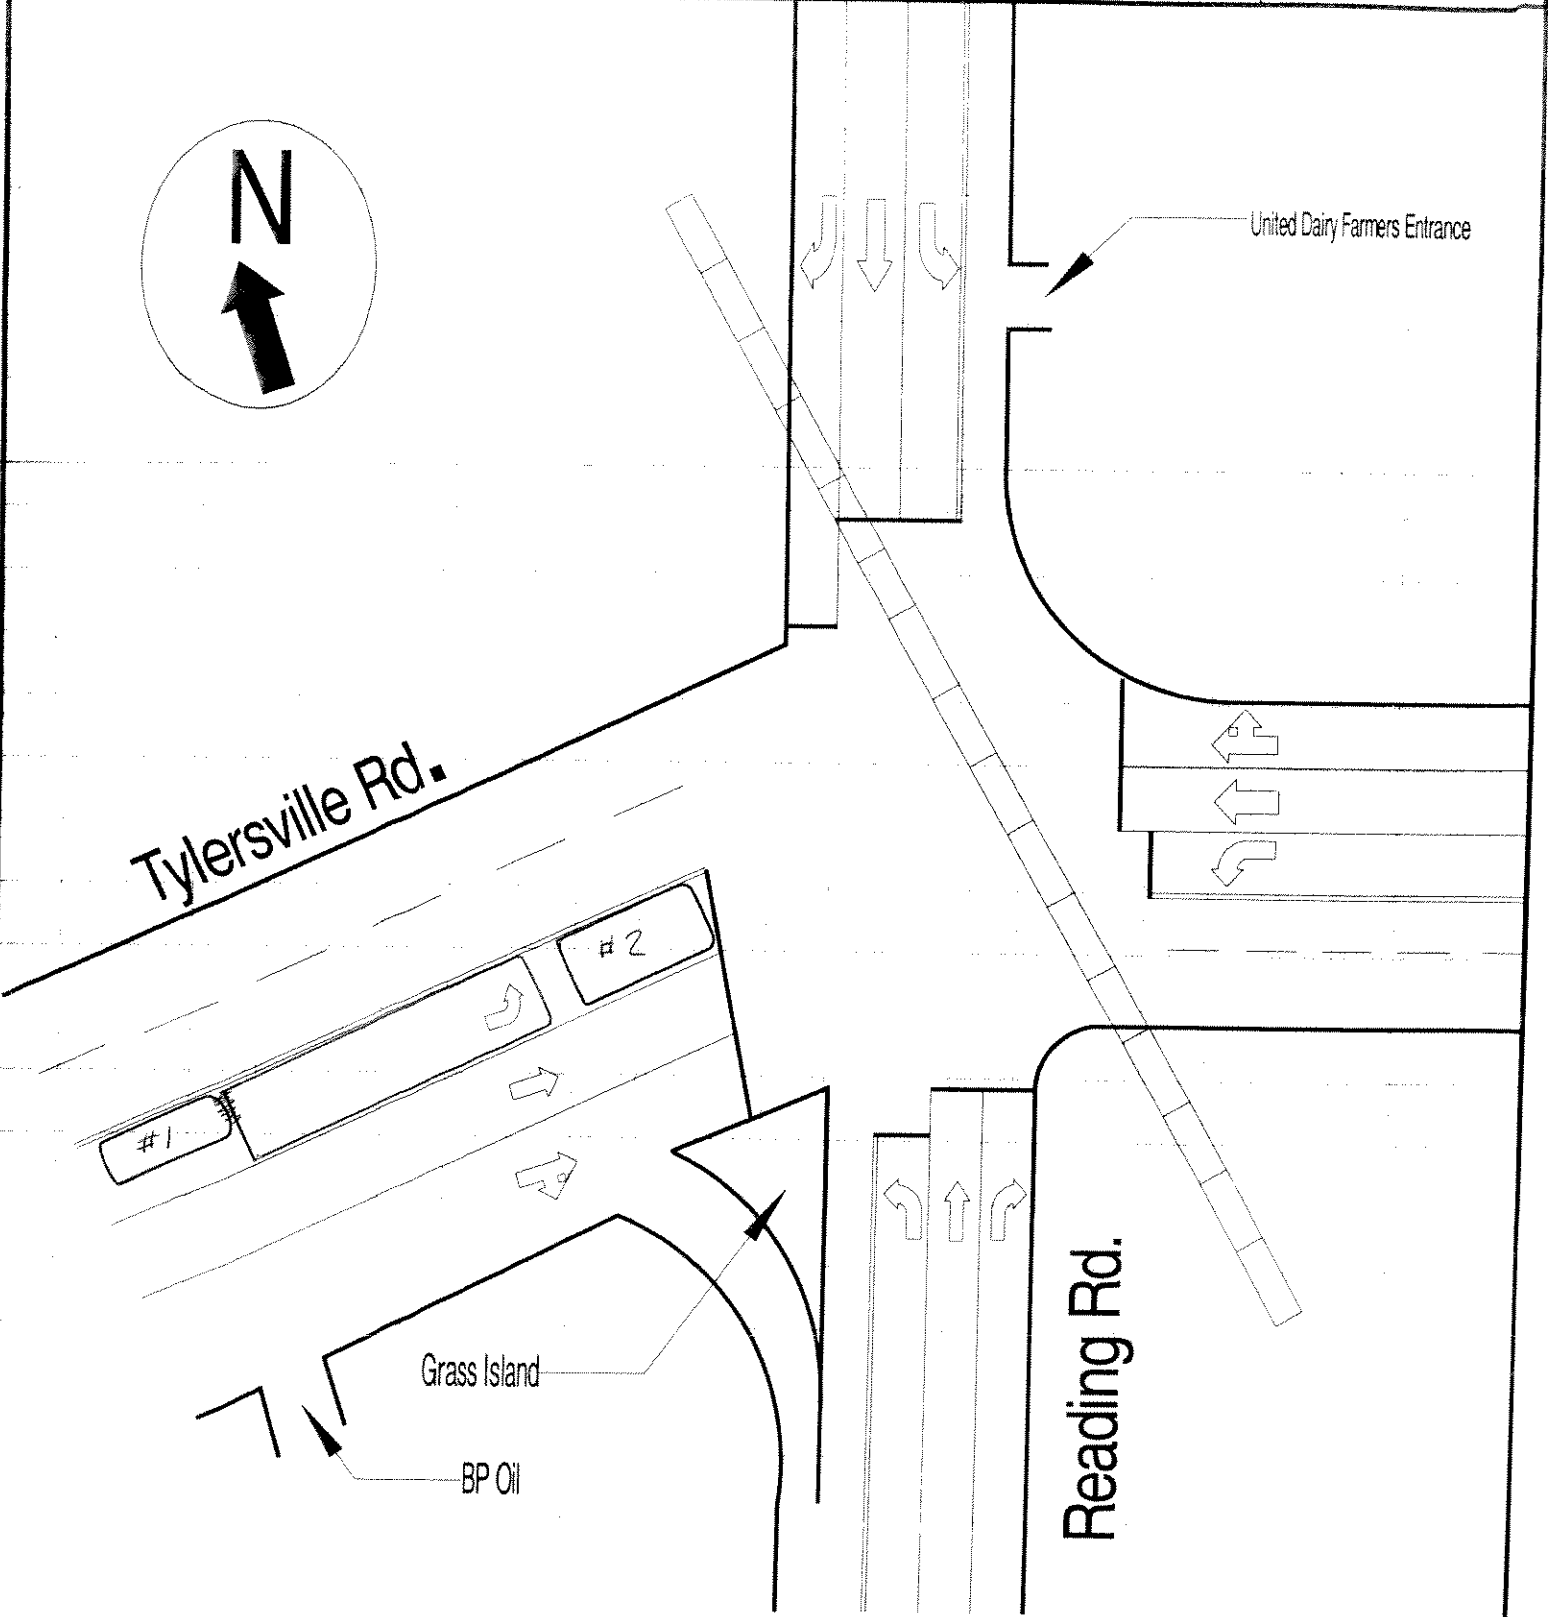 N
United Dairy Farmers Entrance
Tylersville Rd.
#2
#1
Grass Island
BP Oil
Reading Rd.